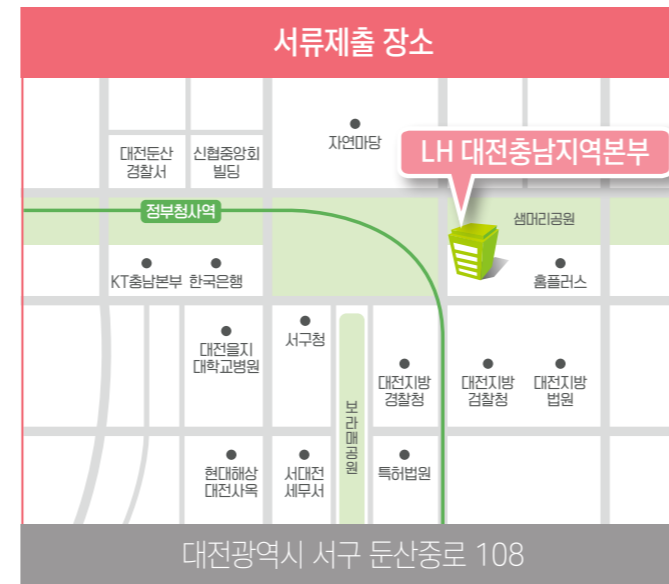 서류제출 장소
자연마당
대전둔산
경찰서
신협중앙회
빌딩
LH 대전충남지역본부
정부청사역
샘머리공원
KT충남본부
한국은행
홈플러스
대전을지
대학교병원
서구청
보라매공원
대전지방
경찰청
대전지방
검찰청
대전지방
법원
현대해상
대전사옥
서대전
세무서
특허법원
대전광역시 서구 둔산중로 108